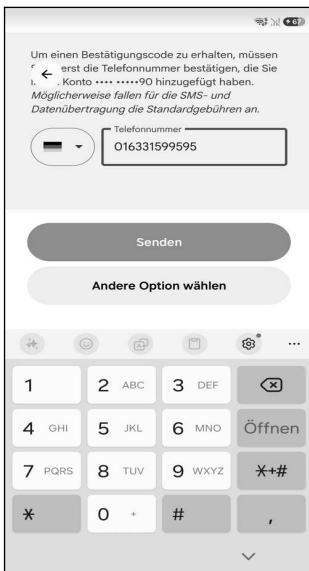 67
Um einen Bestätigungscode zu erhalten, müssen
erst die Telefonnummer bestätigen, die Sie
Konto •••• •••••90 hinzugefügt haben.
Möglicherweise fallen für die SMS- und
Datenübertragung die Standardgebühren an.
Telefonnummer
016331599595
Senden
Andere Option wählen
1
2 ABC
3 DEF
4 GHI
5 JKL
6 MNO
Öffnen
7 PQRS
8 TUV
9 WXYZ
*+#
*
0 +
#
,